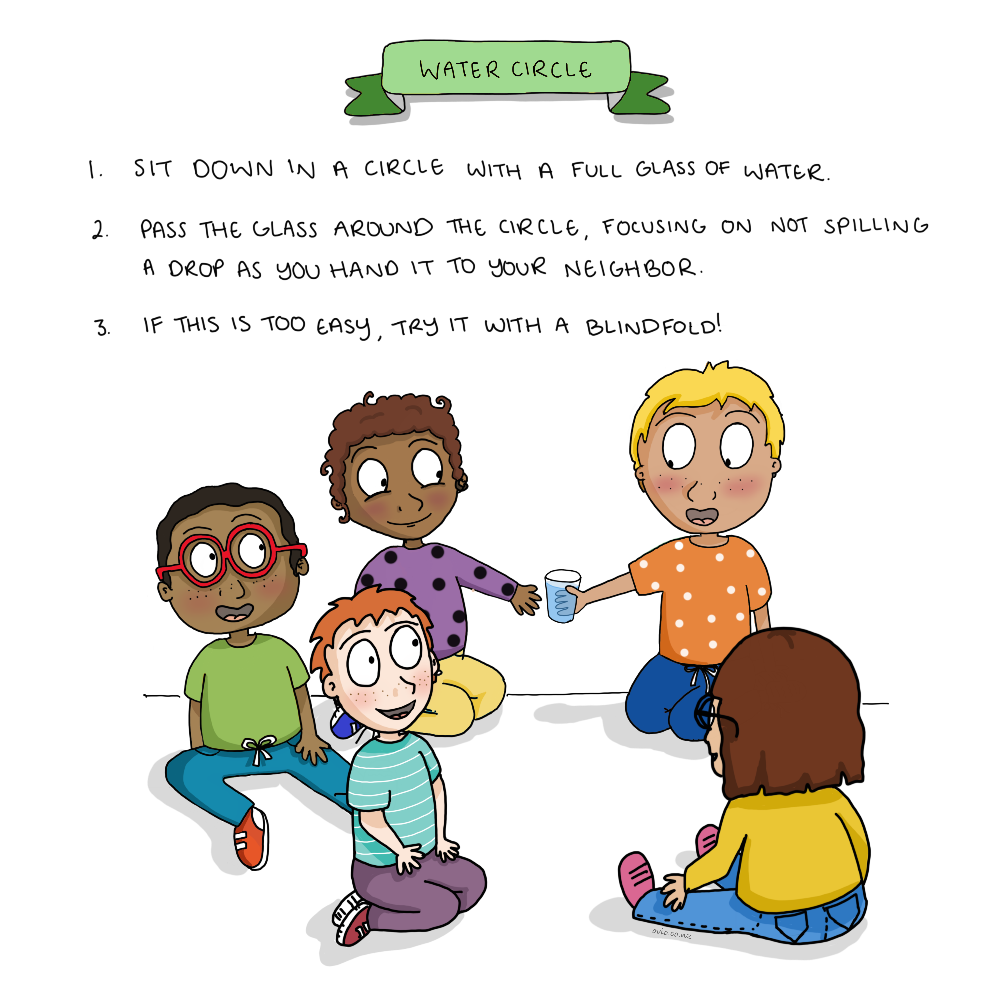 WATER CIRCLE
1. SIT DOWN IN A CIRCLE WITH A FULL GLASS OF WATER.
2. PASS THE GLASS AROUND THE CIRCLE, FOCUSING ON NOT SPILLING
A DROP AS YOU HAND IT TO YOUR NEIGHBOR.
3. IF THIS IS TOO EASY, TRY IT WITH A BLINDFOLD!
ovio.co.nz